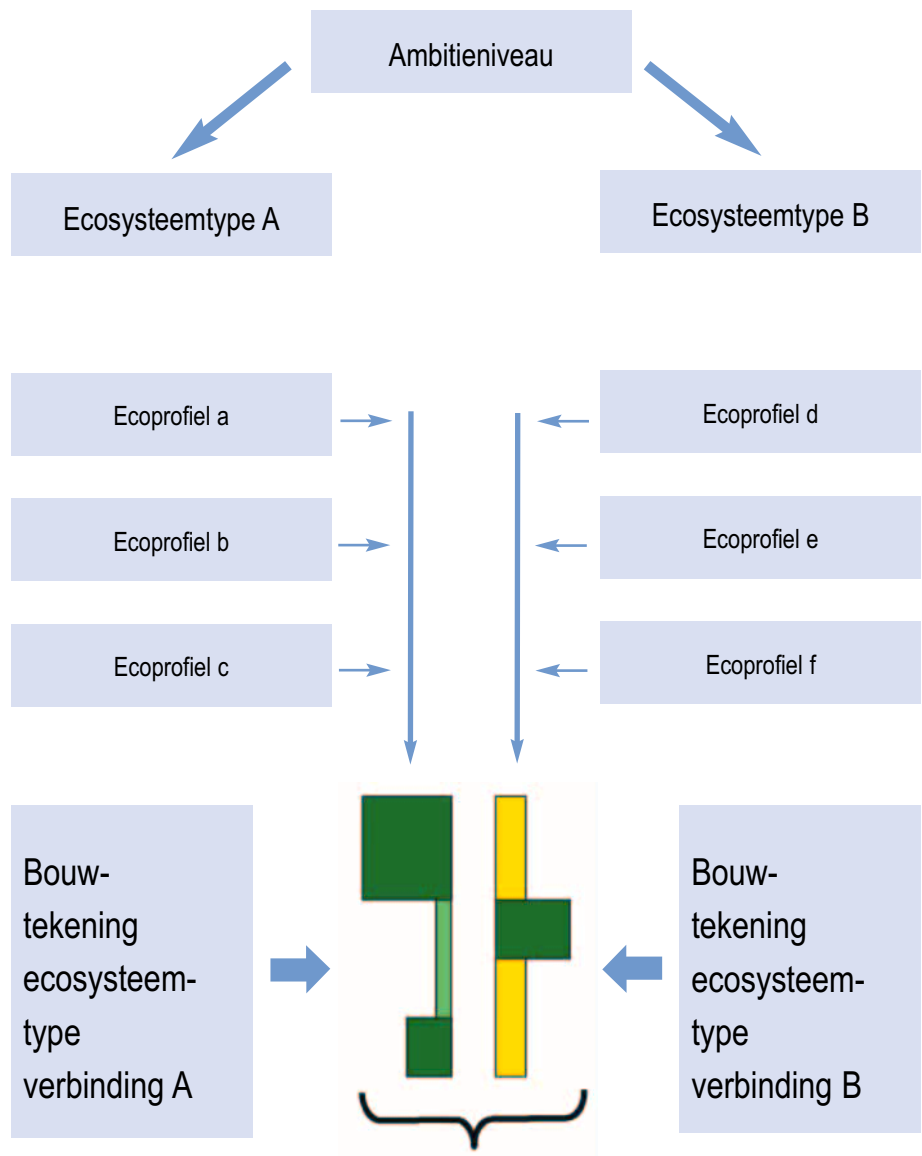 Ambitieniveau
Ecosysteemtype A
Ecosysteemtype B
Ecoprofiel a
Ecoprofiel d
Ecoprofiel b
Ecoprofiel e
Ecoprofiel c
Ecoprofiel f
Bouw-
tekening
ecosysteem-
type
verbinding A
Bouw-
tekening
ecosysteem-
type
verbinding B